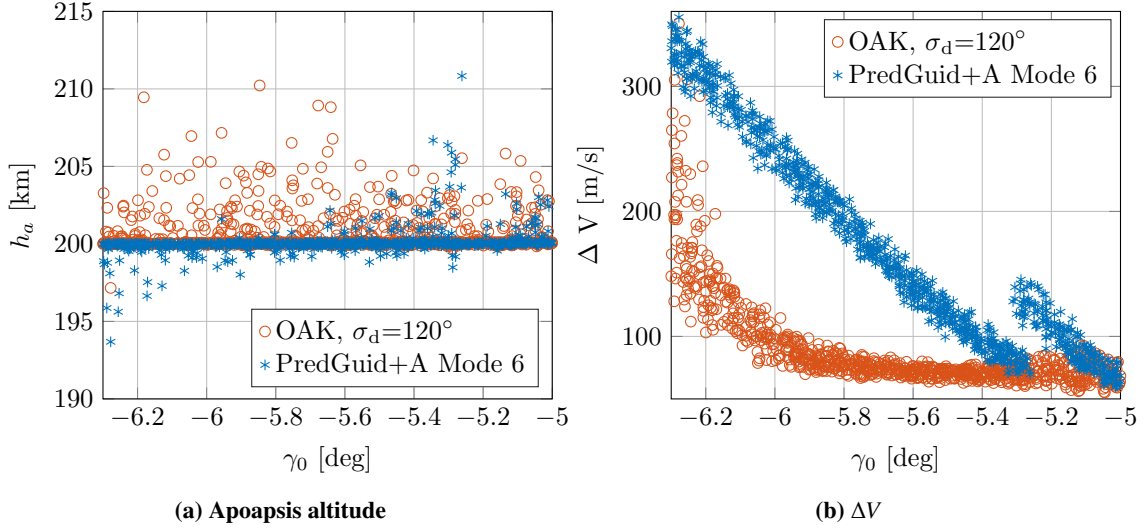 215
210
205
200
195
190
h_a [km]
OAK, σ_d=120°
PredGuid+A Mode 6
−6.2 −6 −5.8 −5.6 −5.4 −5.2 −5
γ_0 [deg]
(a) Apoapsis altitude
300
200
100
Δ V [m/s]
OAK, σ_d=120°
PredGuid+A Mode 6
−6.2 −6 −5.8 −5.6 −5.4 −5.2 −5
γ_0 [deg]
(b) ΔV